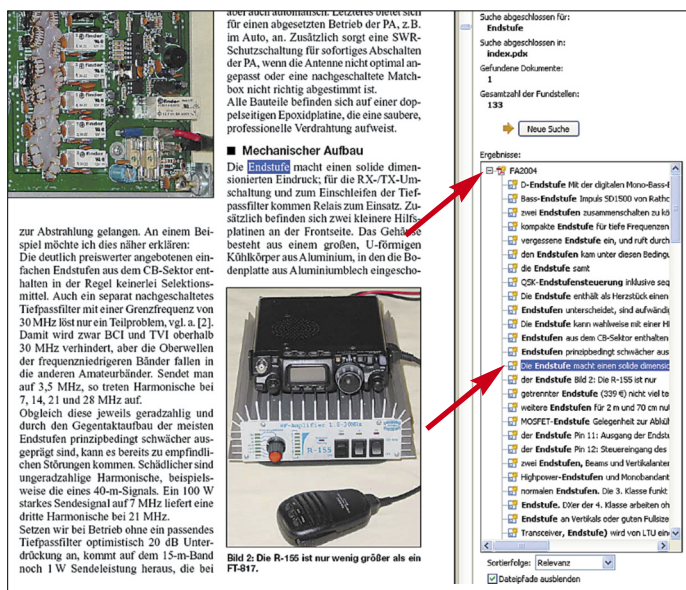 für einen abgesetzten Betrieb der PA, z.B.
im Auto, an. Zusätzlich sorgt eine SWR-
Schutzschaltung für sofortiges Abschalten
der PA, wenn die Antenne nicht optimal an-
gepasst oder eine nachgeschaltete Match-
box nicht richtig abgestimmt ist.
Alle Bauteile befinden sich auf einer dop-
pelseitigen Epoxidplatine, die eine saubere,
professionelle Verdrahtung aufweist.
■ Mechanischer Aufbau
Die Endstufe macht einen solide dimen-
sionierten Eindruck; für die RX-/TX-Um-
schaltung und zum Einschleifen der Tief-
passfilter kommen Relais zum Einsatz. Zu-
sätzlich befinden sich zwei kleinere Hilfs-
platinen an der Frontseite. Das Gehäuse
besteht aus einem großen, U-förmigen
Kühlkörper aus Aluminium, in den die Bo-
denplatte aus Aluminiumblech eingescho-
zur Abstrahlung gelangen. An einem Bei-
spiel möchte ich dies näher erklären:
Die deutlich preiswerter angebotenen ein-
fachen Endstufen aus dem CB-Sektor ent-
halten in der Regel keinerlei Selektions-
mittel. Auch ein separat nachgeschaltetes
Tiefpassfilter mit einer Grenzfrequenz von
30 MHz löst nur ein Teilproblem, vgl. a. [2].
Damit wird zwar BCI und TVI oberhalb
30 MHz verhindert, aber die Oberwellen
der frequenzniedrigeren Bänder fallen in
die anderen Amateurbänder. Sendet man
auf 3,5 MHz, so treten Harmonische bei
7, 14, 21 und 28 MHz auf.
Obgleich diese jeweils geradzahlig und
durch den Gegentaktaufbau der meisten
Endstufen prinzipbedingt schwächer aus-
geprägt sind, kann es bereits zu empfindli-
chen Störungen kommen. Schädlicher sind
ungeradzahlige Harmonische, beispiels-
weise die eines 40-m-Signals. Ein 100 W
starkes Sendesignal auf 7 MHz liefert eine
dritte Harmonische bei 21 MHz.
Setzen wir bei Betrieb ohne ein passendes
Tiefpassfilter optimistisch 20 dB Unter-
drückung an, kommt auf dem 15-m-Band
noch 1 W Sendeleistung heraus, die bei
R-155
Bild 2: Die R-155 ist nur wenig größer als ein
FT-817.
Suche abgeschlossen für:
Endstufe
Suche abgeschlossen in:
index.pdx
Gefundene Dokumente:
1
Gesamtzahl der Fundstellen:
133
Neue Suche
Ergebnisse:
FA2004
D-Endstufe Mit der digitalen Mono-Bass-
Bass-Endstufe Impuls SD1500 von
zwei Endstufen zusammenschalten zu
kompakte Endstufe für tiefe Frequenzen
vergessene Endstufe ein, und ruft durch
den Endstufen kam unter diesen
die Endstufe samt
QSK-Endstufensteuerung inklusive
Die Endstufe enthält als Herzstück einen
Endstufen unterscheidet, sind
Die Endstufe kann wahlweise mit einer
Endstufen aus dem CB-Sektor enthalten
Endstufen prinzipbedingt schwächer aus
Die Endstufe macht einen solide
der Endstufe Bild 2: Die R-155 ist nur
getrennter Endstufe (339 €) nicht viel
weitere Endstufen für 2 m und 70 cm
MOSFET-Endstufe Gelegenheit zur
der Endstufe Pin 11: Ausgang der
der Endstufe Pin 12: Steuereingang des
zwei Endstufen, Beams und
Highpower-Endstufen und
normalen Endstufen. Die 3. Klasse funkt
Endstufe. DXer der 4. Klasse arbeiten
Endstufe an Vertikals oder guten
Transceiver, Endstufe) wird von LTU
Sortierfolge: Relevanz
Dateipfade ausblenden